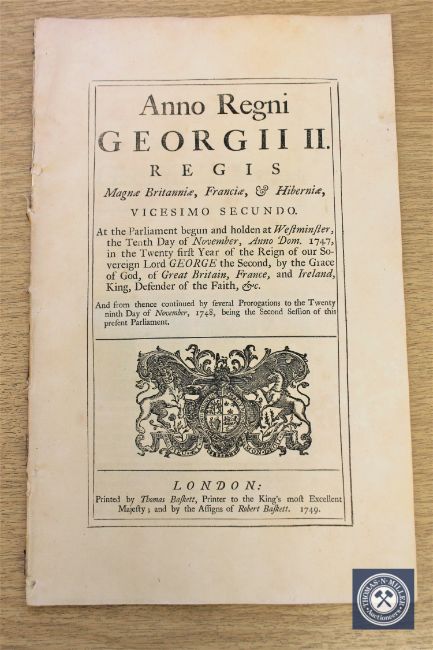 Anno Regni
GEORGII II.
REGIS
Magnæ Britanniæ, Franciæ, & Hiberniæ,
VICESIMO SECUNDO.
At the Parliament begun and holden at Weſtminſter,
the Tenth Day of November, Anno Dom. 1747,
in the Twenty firſt Year of the Reign of our So-
vereign Lord GEORGE the Second, by the Grace
of God, of Great Britain, France, and Ireland,
King, Defender of the Faith, &c.
And from thence continued by ſeveral Prorogations to the Twenty
ninth Day of November, 1748, being the Second Seſſion of this
preſent Parliament.
LONDON:
Printed by Thomas Baſkett, Printer to the King's moſt Excellent
Majeſty; and by the Aſſigns of Robert Baſkett. 1749.
THOMAS·N·MILLER
Auctioneers